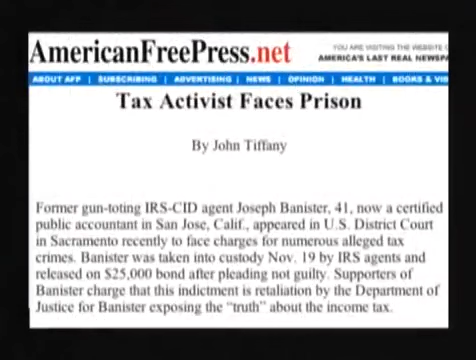 AmericanFreePress.net
YOU ARE VISITING THE WEBSITE
AMERICA'S LAST REAL
ABOUT AFP | SUBSCRIBING | ADVERTISING | NEWS | OPINION | HEALTH | BOOKS &
Tax Activist Faces Prison
By John Tiffany
Former gun-toting IRS-CID agent Joseph Banister, 41, now a certified
public accountant in San Jose, Calif., appeared in U.S. District Court
in Sacramento recently to face charges for numerous alleged tax
crimes. Banister was taken into custody Nov. 19 by IRS agents and
released on $25,000 bond after pleading not guilty. Supporters of
Banister charge that this indictment is retaliation by the Department of
Justice for Banister exposing the “truth” about the income tax.